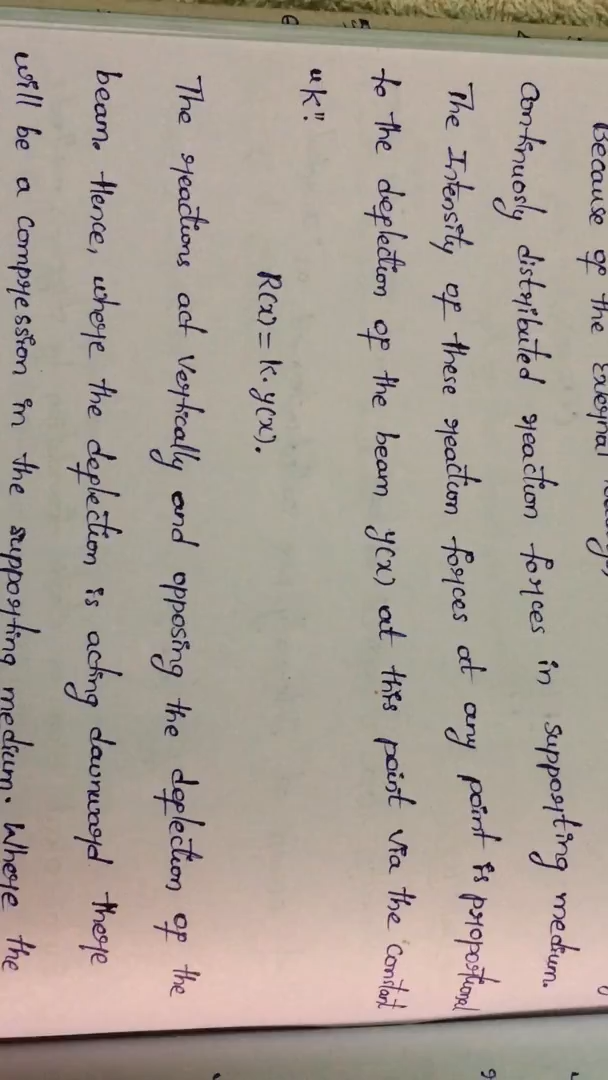 Because of the external
Continuosly distributed reaction forces in supporting medium.
The Intensity of these reaction forces at any point is proportional
to the deflection of the beam y(x) at this point via the constant
"k".
R(x) = k. y(x).
The reactions act vertically and opposing the deflection of the
beam. Hence, where the deflection is acting downword there
will be a compression in the supporting medium. Where the